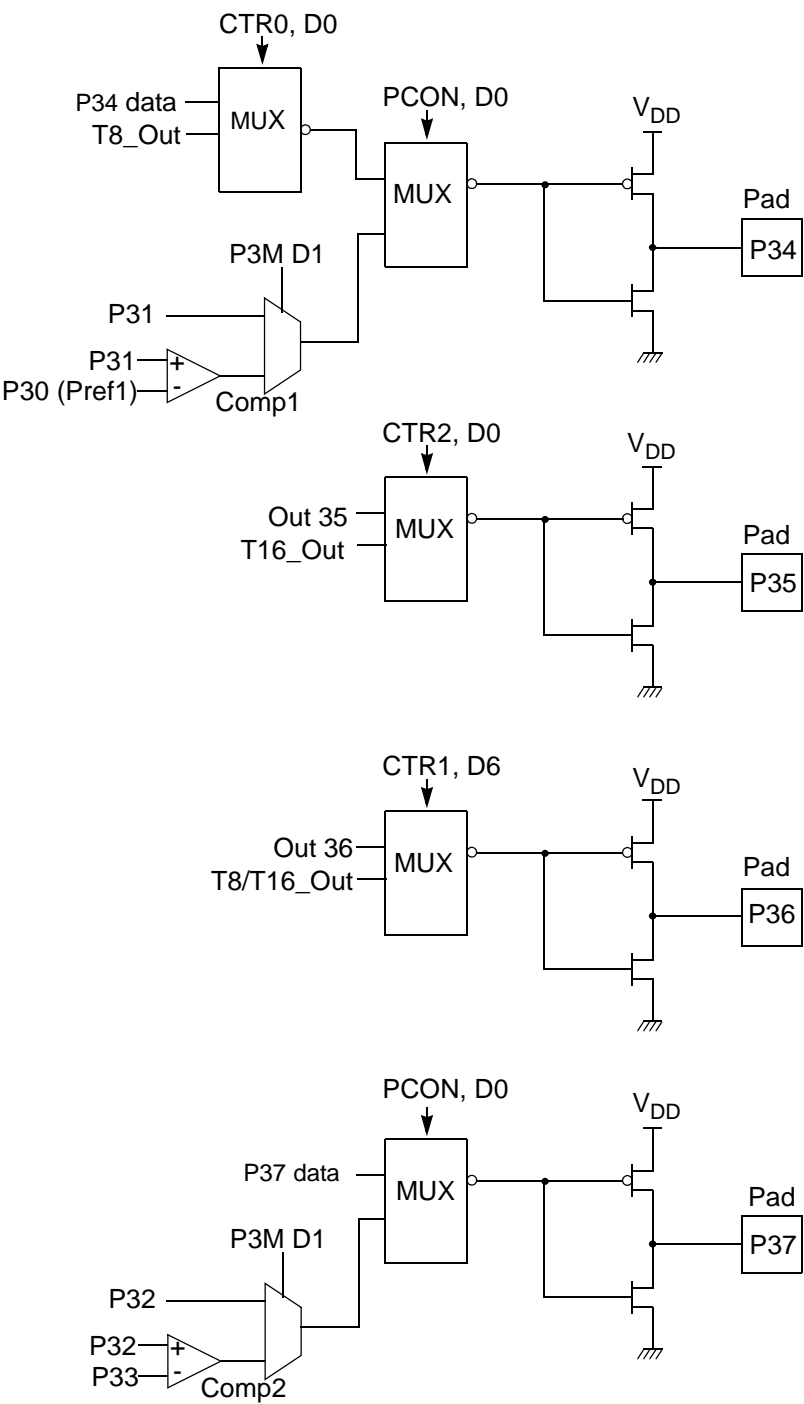 CTR0, D0
P34 data
T8_Out
MUX
PCON, D0
MUX
VDD
Pad
P34
P3M D1
P31
P31
+
P30 (Pref1)
-
Comp1
CTR2, D0
Out 35
T16_Out
MUX
VDD
Pad
P35
CTR1, D6
Out 36
T8/T16_Out
MUX
VDD
Pad
P36
PCON, D0
P37 data
MUX
VDD
Pad
P37
P3M D1
P32
P32
+
P33
-
Comp2